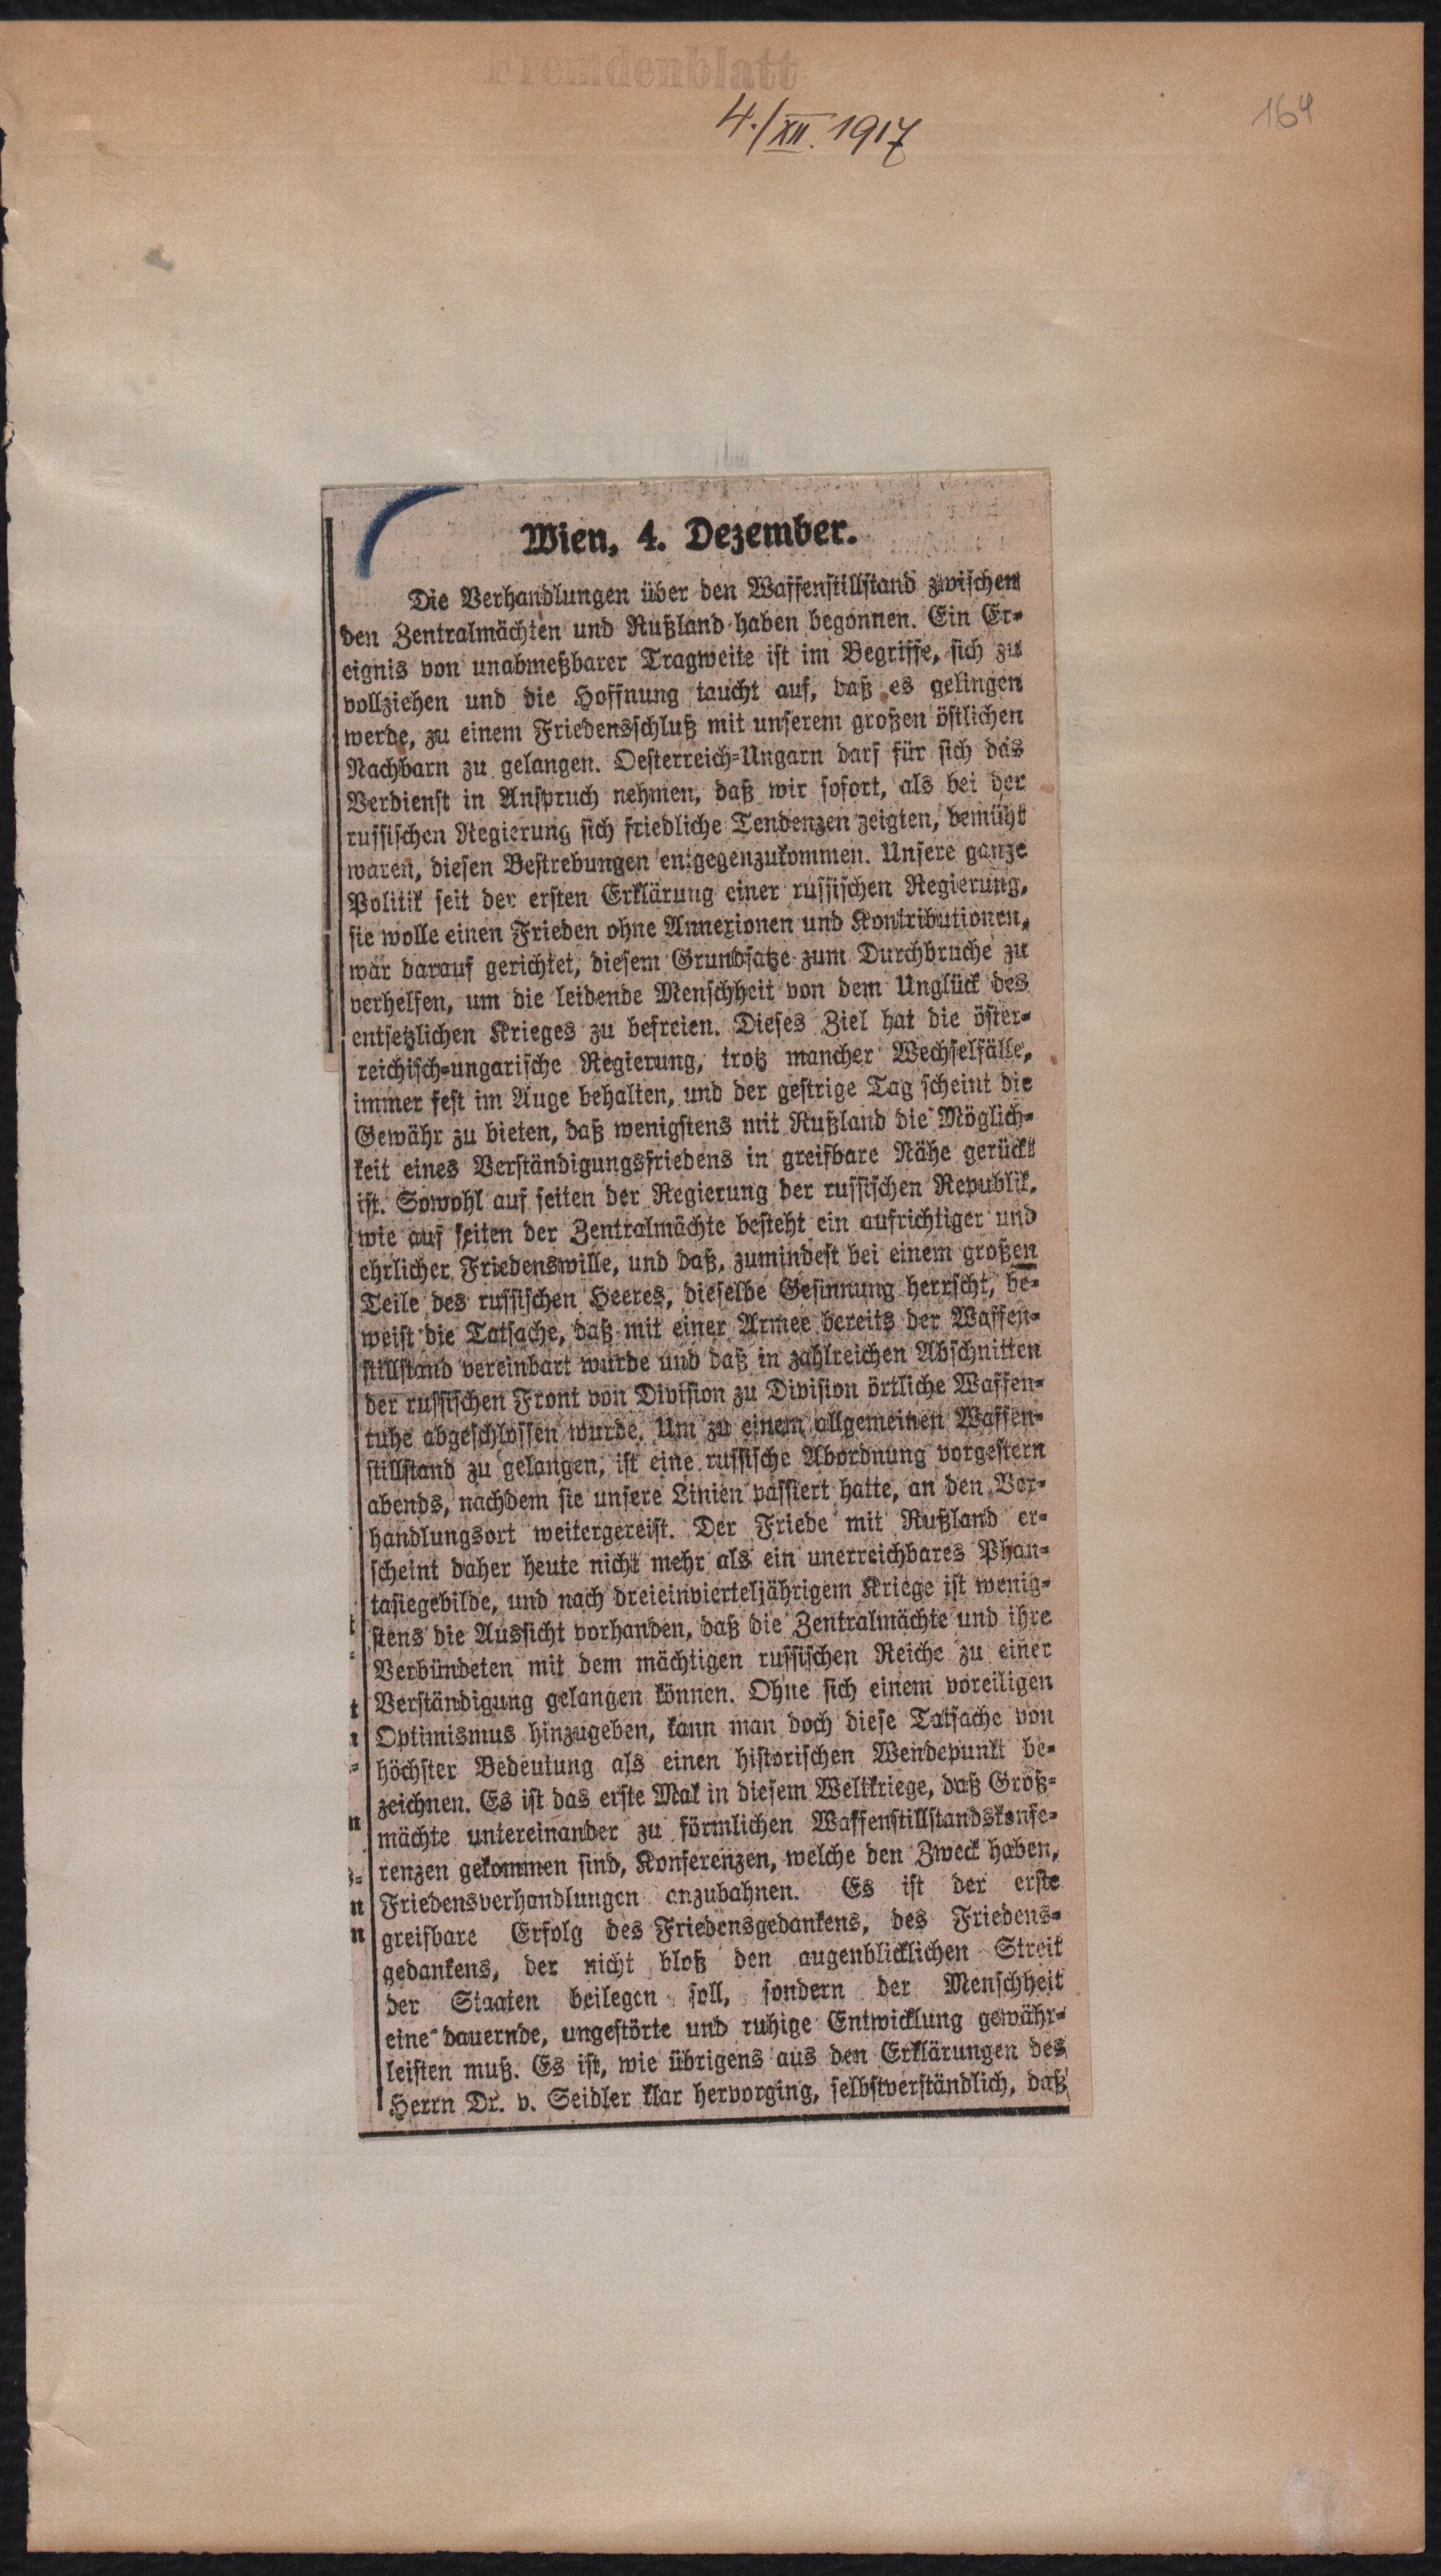 Fremdenblatt
4./XII. 1917
164
Wien, 4. Dezember.
Die Verhandlungen über den Waffenstillstand zwischen
den Zentralmächten und Rußland haben begonnen. Ein Er-
eignis von unabmeßbarer Tragweite ist im Begriffe, sich zu
vollziehen und die Hoffnung taucht auf, daß es gelingen
werde, zu einem Friedensschluß mit unserem großen östlichen
Nachbarn zu gelangen. Oesterreich-Ungarn darf für sich das
Verdienst in Anspruch nehmen, daß wir sofort, als bei der
russischen Regierung sich friedliche Tendenzen zeigten, bemüht
waren, diesen Bestrebungen entgegenzukommen. Unsere ganze
Politik seit der ersten Erklärung einer russischen Regierung,
sie wolle einen Frieden ohne Annexionen und Kontributionen,
war darauf gerichtet, diesem Grundsatze zum Durchbruche zu
verhelfen, um die leidende Menschheit von dem Unglück des
entsetzlichen Krieges zu befreien. Dieses Ziel hat die öster-
reichisch-ungarische Regierung, trotz mancher Wechselfälle,
immer fest im Auge behalten, und der gestrige Tag scheint die
Gewähr zu bieten, daß wenigstens mit Rußland die Möglich-
keit eines Verständigungsfriedens in greifbare Nähe gerückt
ist. Sowohl auf seiten der Regierung der russischen Republik,
wie auf seiten der Zentralmächte besteht ein aufrichtiger und
ehrlicher Friedenswille, und daß, zumindest bei einem großen
Teile des russischen Heeres, dieselbe Gesinnung herrscht, be-
weist die Tatsache, daß mit einer Armee bereits der Waffen-
stillstand vereinbart wurde und daß in zahlreichen Abschnitten
der russischen Front von Division zu Division örtliche Waffen-
ruhe abgeschlossen wurde. Um zu einem allgemeinen Waffen-
stillstand zu gelangen, ist eine russische Abordnung vorgestern
abends, nachdem sie unsere Linien passiert hatte, an den Ver-
handlungsort weitergereist. Der Friede mit Rußland er-
scheint daher heute nicht mehr als ein unerreichbares Phan-
tasiegebilde, und nach dreieinvierteljährigem Kriege ist wenig-
stens die Aussicht vorhanden, daß die Zentralmächte und ihre
Verbündeten mit dem mächtigen russischen Reiche zu einer
Verständigung gelangen können. Ohne sich einem voreiligen
Optimismus hinzugeben, kann man doch diese Tatsache von
höchster Bedeutung als einen historischen Wendepunkt be-
zeichnen. Es ist das erste Mal in diesem Weltkriege, daß Groß-
mächte untereinander zu förmlichen Waffenstillstandskonfe-
renzen gekommen sind, Konferenzen, welche den Zweck haben,
Friedensverhandlungen anzubahnen. Es ist der erste
greifbare Erfolg des Friedensgedankens, des Friedens-
gedankens, der nicht bloß den augenblicklichen Streit
der Staaten beilegen soll, sondern der Menschheit
eine dauernde, ungestörte und ruhige Entwicklung gewähr-
leisten muß. Es ist, wie übrigens aus den Erklärungen des
Herrn Dr. v. Seidler klar hervorging, selbstverständlich, daß